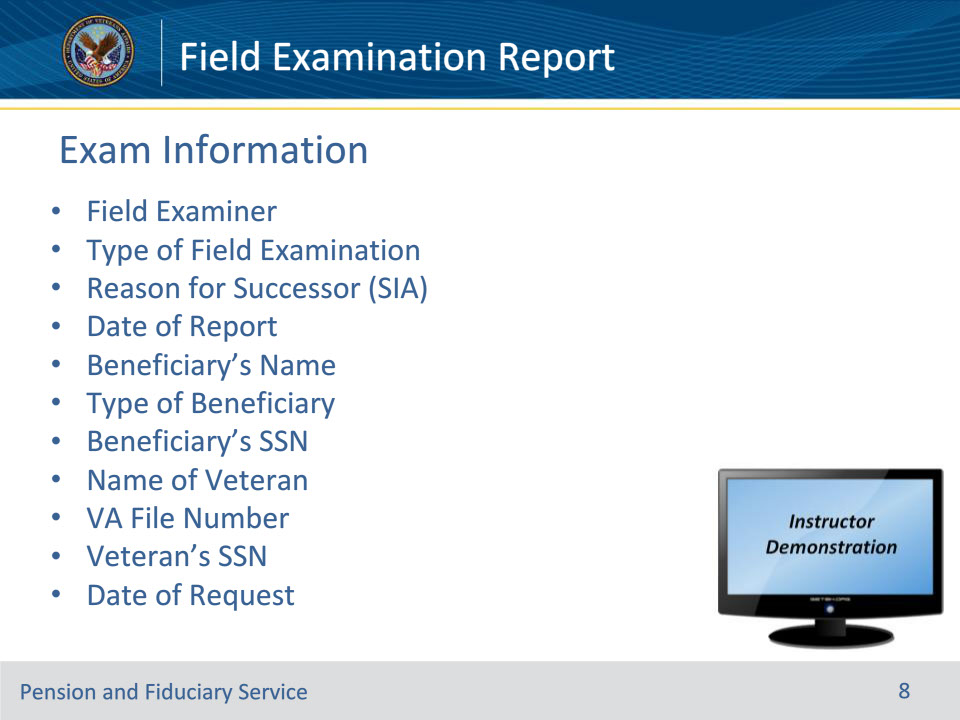 Field Examination Report
Exam Information
• Field Examiner
• Type of Field Examination
• Reason for Successor (SIA)
• Date of Report
• Beneficiary’s Name
• Type of Beneficiary
• Beneficiary’s SSN
• Name of Veteran
• VA File Number
• Veteran’s SSN
• Date of Request
Instructor
Demonstration
Pension and Fiduciary Service
8